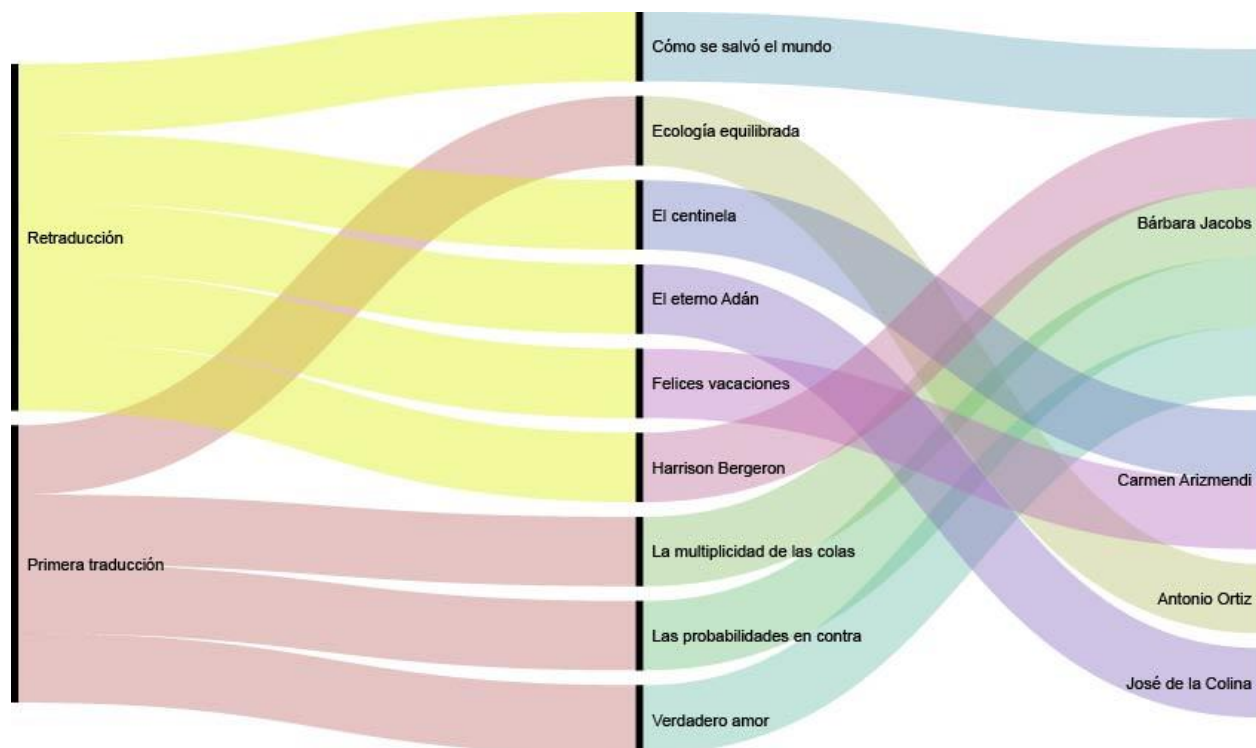 Retraducción
Primera traducción
Cómo se salvó el mundo
Ecología equilibrada
El centinela
El eterno Adán
Felices vacaciones
Harrison Bergeron
La multiplicidad de las colas
Las probabilidades en contra
Verdadero amor
Bárbara Jacobs
Carmen Arizmendi
Antonio Ortiz
José de la Colina